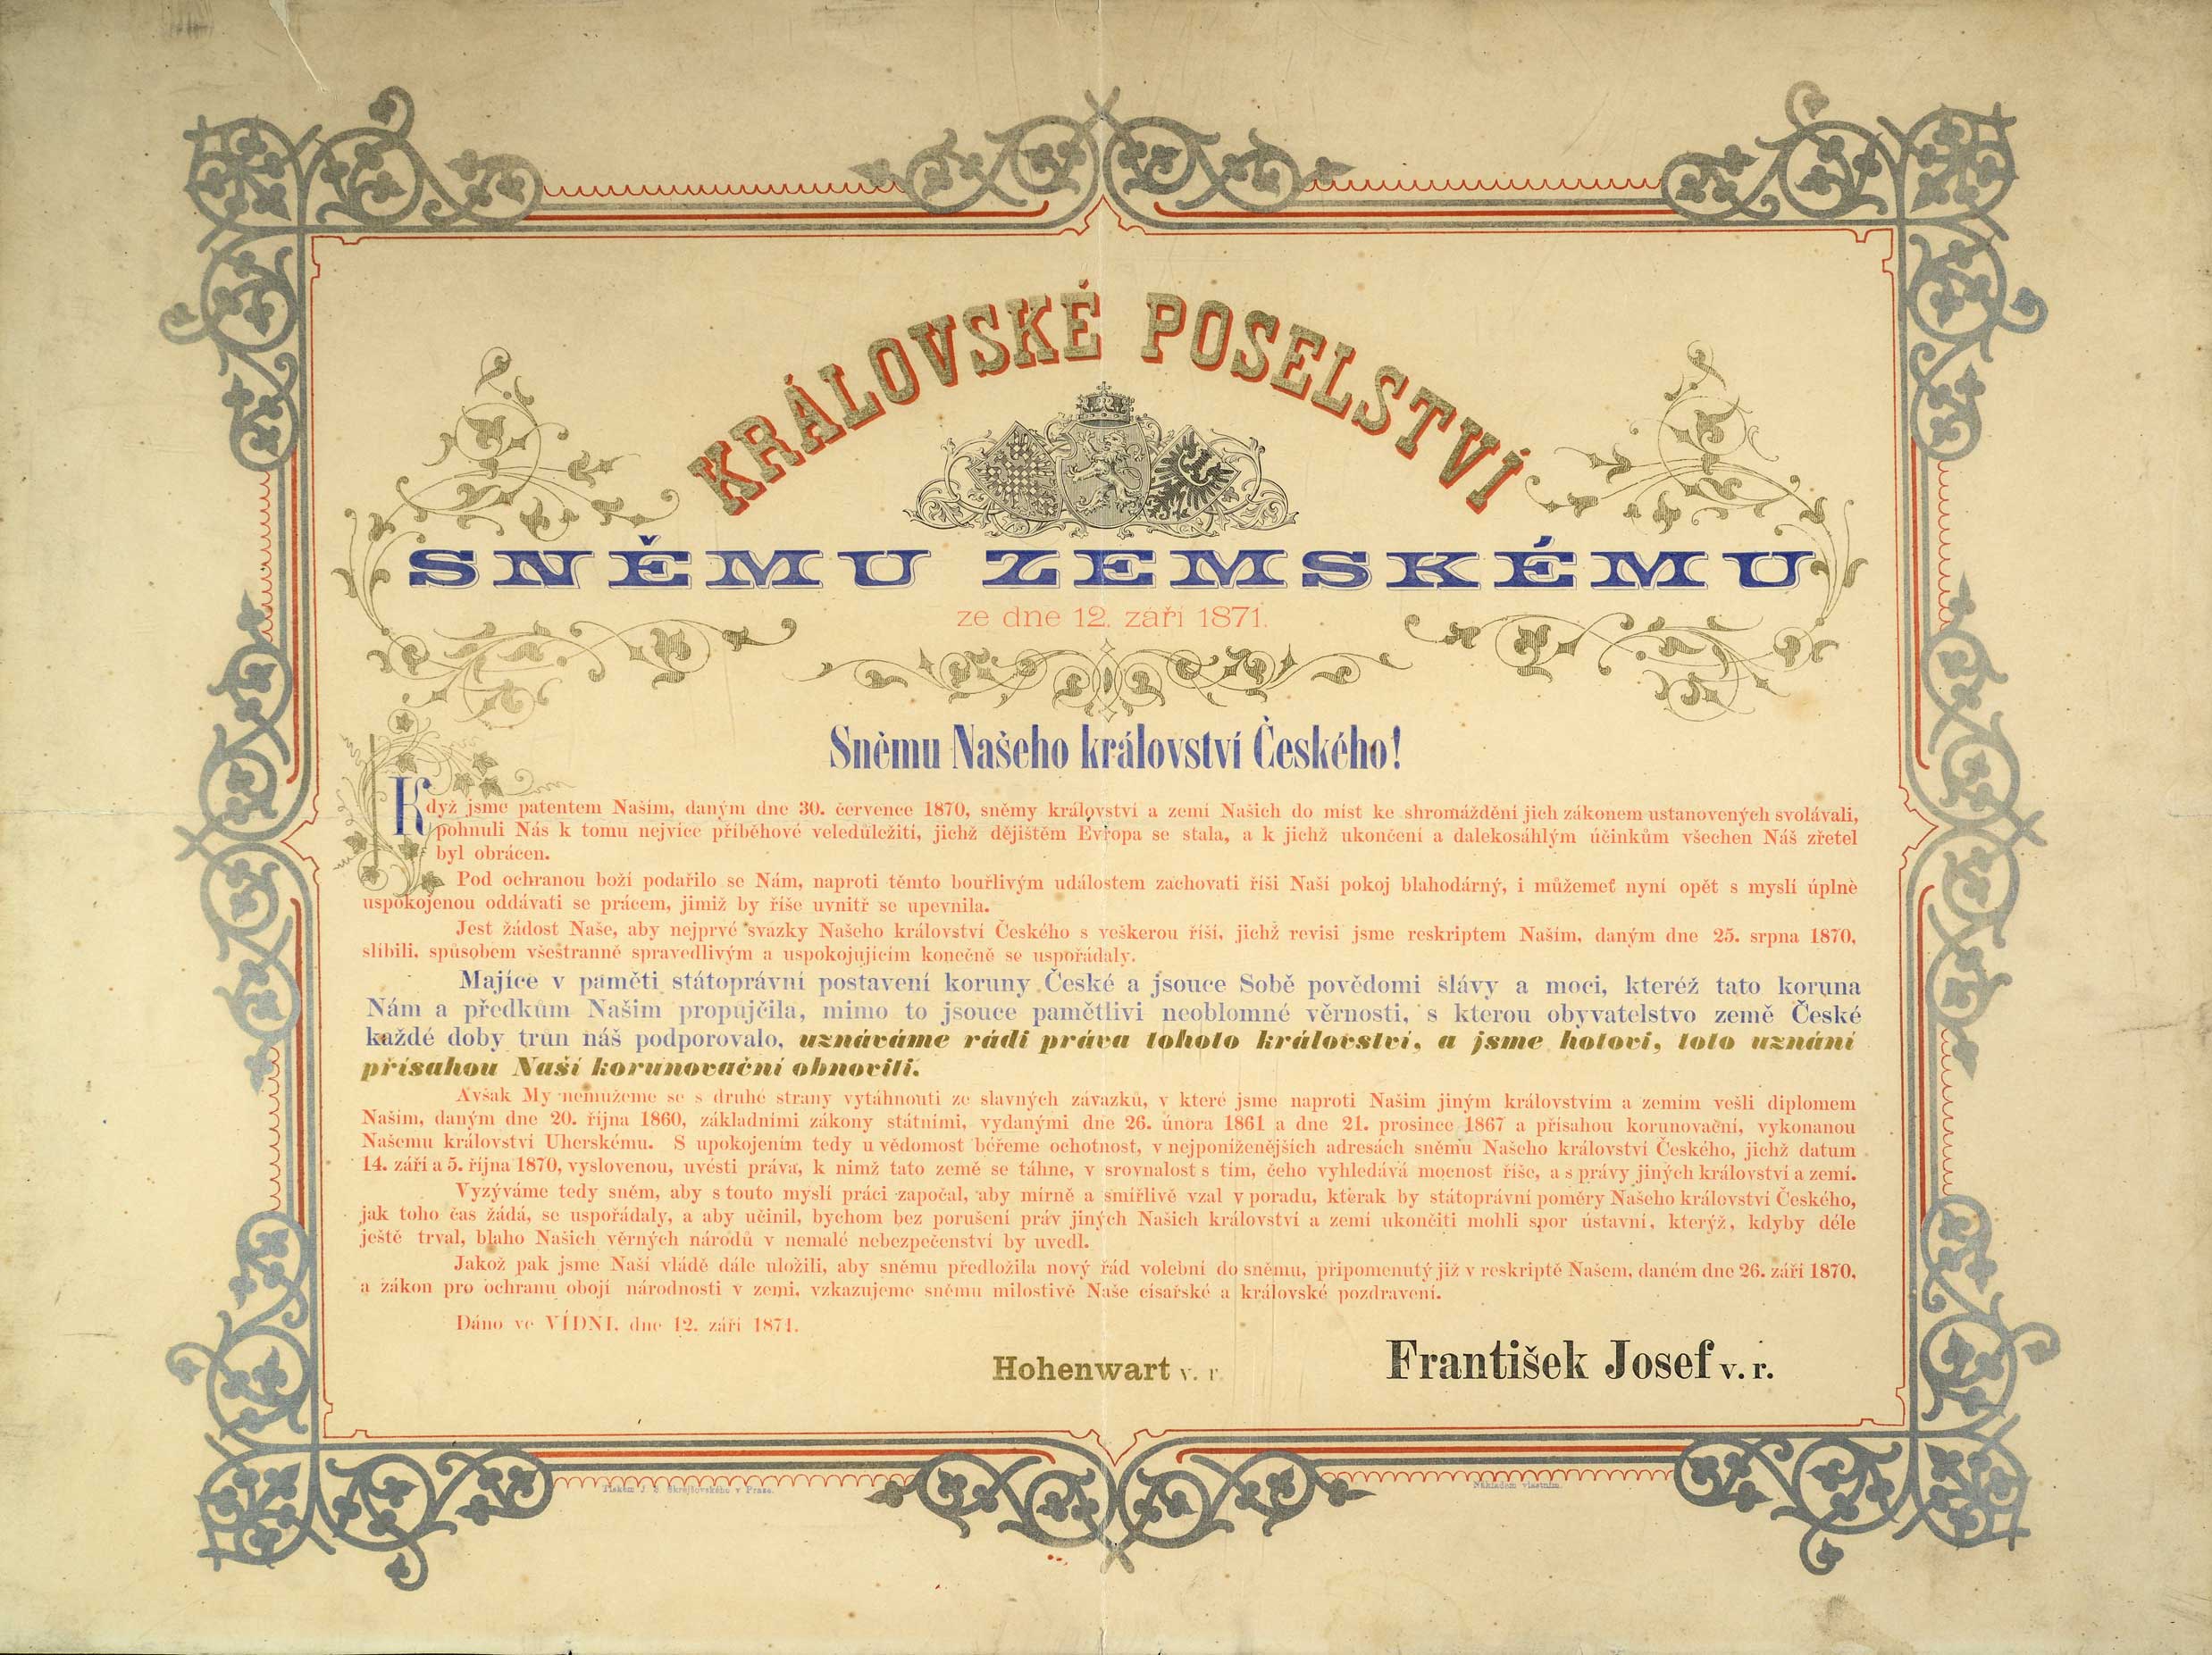 KRÁLOVSKÉ POSELSTVÍ
SNĚMU ZEMSKÉMU
ze dne 12. září 1871.
Sněmu Našeho království Českého!
Když jsme patentem Naším, daným dne 30. července 1870, sněmy království a zemí Našich do míst ke shromáždění jich zákonem ustanovených svolávali,
pohnuli Nás k tomu nejvíce příběhové veledůležití, jichž dějištěm Evropa se stala, a k jichž ukončení a dalekosáhlým účinkům všechen Náš zřetel
byl obrácen.
Pod ochranou boží podařilo se Nám, naproti těmto bouřlivým událostem zachovati říši Naší pokoj blahodárný, i můžemeť nyní opět s myslí úplně
uspokojenou oddávati se prácem, jimiž by říše uvnitř se upevnila.
Jest žádost Naše, aby nejprvé svazky Našeho království Českého s veškerou říší, jichž revisi jsme reskriptem Naším, daným dne 25. srpna 1870,
slíbili, spůsobem všestranně spravedlivým a uspokojujícím konečně se uspořádaly.
Majíce v paměti státoprávní postavení koruny České a jsouce Sobě povědomi slávy a moci, kteréž tato koruna
Nám a předkům Našim propůjčila, mimo to jsouce pamětlivi neoblomné věrnosti, s kterou obyvatelstvo země České
každé doby trůn náš podporovalo, uznáváme rádi práva tohoto království, a jsme hotovi, toto uznání
přísahou Naší korunovační obnoviti.
Avšak My nemůžeme se s druhé strany vytáhnouti ze slavných závazků, v které jsme naproti Našim jiným královstvím a zemím vešli diplomem
Naším, daným dne 20. října 1860, základními zákony státními, vydanými dne 26. února 1861 a dne 21. prosince 1867 a přísahou korunovační, vykonanou
Našemu království Uherskému. S upokojením tedy u vědomost béřeme ochotnost, v nejponíženějších adresách sněmu Našeho království Českého, jichž datum
14. září a 5. října 1870, vyslovenou, uvésti práva, k nimž tato země se táhne, v srovnalost s tím, čeho vyhledává mocnost říše, a s právy jiných království a zemí.
Vyzýváme tedy sněm, aby s touto myslí práci započal, aby mírně a smířlivě vzal v poradu, kterak by státoprávní poměry Našeho království Českého,
jak toho čas žádá, se uspořádaly, a aby učinil, bychom bez porušení práv jiných Našich království a zemí ukončiti mohli spor ústavní, kterýž, kdyby déle
ještě trval, blaho Našich věrných národů v nemalé nebezpečenství by uvedl.
Jakož pak jsme Naší vládě dále uložili, aby sněmu předložila nový řád volební do sněmu, připomenutý již v reskriptě Našem, daném dne 26. září 1870,
a zákon pro ochranu obojí národnosti v zemi, vzkazujeme sněmu milostivě Naše císařské a královské pozdravení.
Dáno ve VÍDNI, dne 12. září 1871.
Hohenwart v. r.
František Josef v. r.
Tiskem J. S. Skrejšovského v Praze.
Nákladem vlastním.